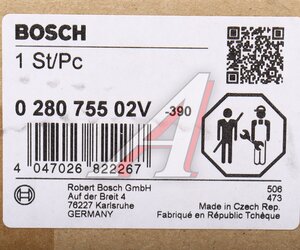 BOSCH
1 St/Pc
0 280 755 02V -390
4 047026 822267
Robert Bosch GmbH
Auf der Breit 4
76227 Karlsruhe
GERMANY
506
473
Made in Czech Rep.
Fabriqué en République Tchèque